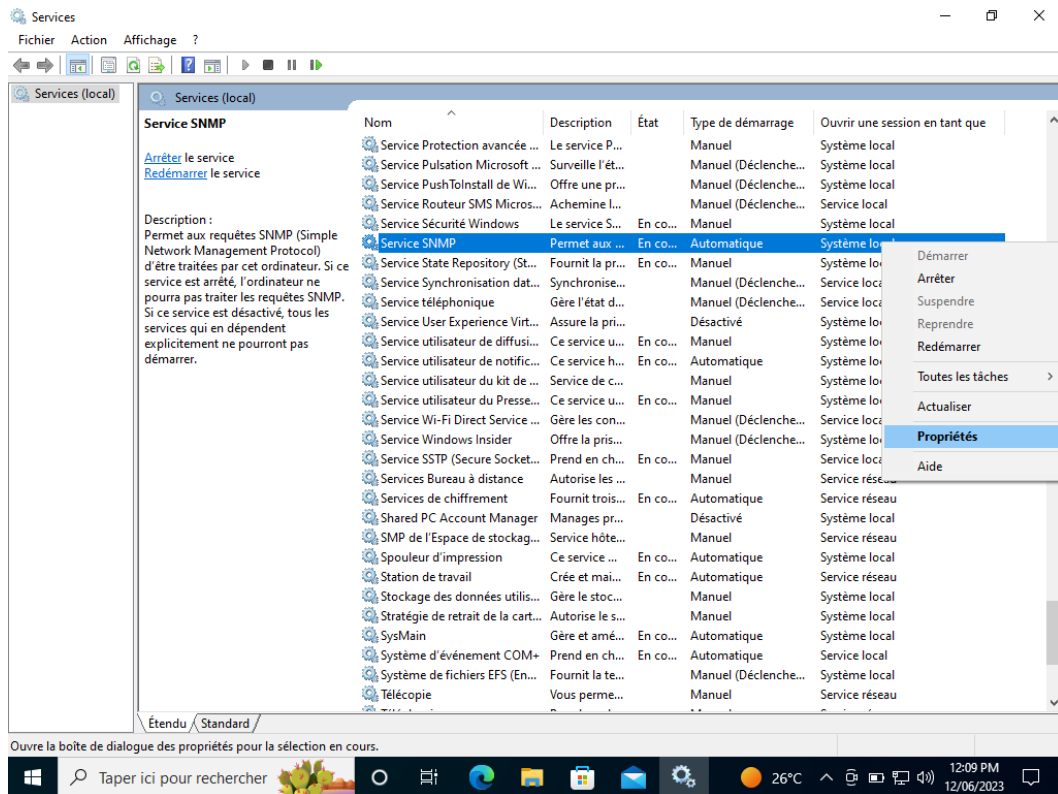 Services
Fichier Action Affichage ?
Services (local)
Services (local)
Service SNMP
Arrêter le service
Redémarrer le service
Description :
Permet aux requêtes SNMP (Simple
Network Management Protocol)
d'être traitées par cet ordinateur. Si ce
service est arrêté, l'ordinateur ne
pourra pas traiter les requêtes SNMP.
Si ce service est désactivé, tous les
services qui en dépendent
explicitement ne pourront pas
démarrer.
Nom Description État Type de démarrage Ouvrir une session en tant que
Service Protection avancée ... Le service P... Manuel Système local
Service Pulsation Microsoft ... Surveille l'ét... Manuel (Déclenche... Système local
Service PushToInstall de Wi... Offre une pr... Manuel (Déclenche... Système local
Service Routeur SMS Micros... Achemine l... Manuel (Déclenche... Service local
Service Sécurité Windows Le service S... En co... Manuel Système local
Service SNMP Permet aux ... En co... Automatique Système
Service State Repository (St... Fournit la pr... En co... Manuel Système
Service Synchronisation dat... Synchronise... Manuel (Déclenche... Service
Service téléphonique Gère l'état d... Manuel (Déclenche... Service
Service User Experience Virt... Assure la pri... Désactivé Système
Service utilisateur de diffusi... Ce service u... En co... Manuel Système
Service utilisateur de notific... Ce service h... En co... Automatique Système
Service utilisateur du kit de ... Service de c... Manuel Système
Service utilisateur du Presse... Ce service u... En co... Manuel Système
Service Wi-Fi Direct Service ... Gère les con... Manuel (Déclenche... Service
Service Windows Insider Offre la pris... Manuel (Déclenche... Système
Service SSTP (Secure Socket... Prend en ch... En co... Manuel Service
Services Bureau à distance Autorise les ... Manuel Service réseau
Services de chiffrement Fournit trois... En co... Automatique Service réseau
Shared PC Account Manager Manages pr... Désactivé Système local
SMP de l'Espace de stockag... Service hôte... Manuel Service réseau
Spouleur d'impression Ce service ... En co... Automatique Système local
Station de travail Crée et mai... En co... Automatique Service réseau
Stockage des données utilis... Gère le stoc... Manuel Système local
Stratégie de retrait de la cart... Autorise le s... Manuel Système local
SysMain Gère et amé... En co... Automatique Système local
Système d'événement COM+ Prend en ch... En co... Automatique Service local
Système de fichiers EFS (En... Fournit la te... Manuel (Déclenche... Système local
Télécopie Vous perme... Manuel Service réseau
Démarrer
Arrêter
Suspendre
Reprendre
Redémarrer
Toutes les tâches
Actualiser
Propriétés
Aide
Étendu Standard
Ouvre la boîte de dialogue des propriétés pour la sélection en cours.
Taper ici pour rechercher
26°C
12:09 PM
12/06/2023